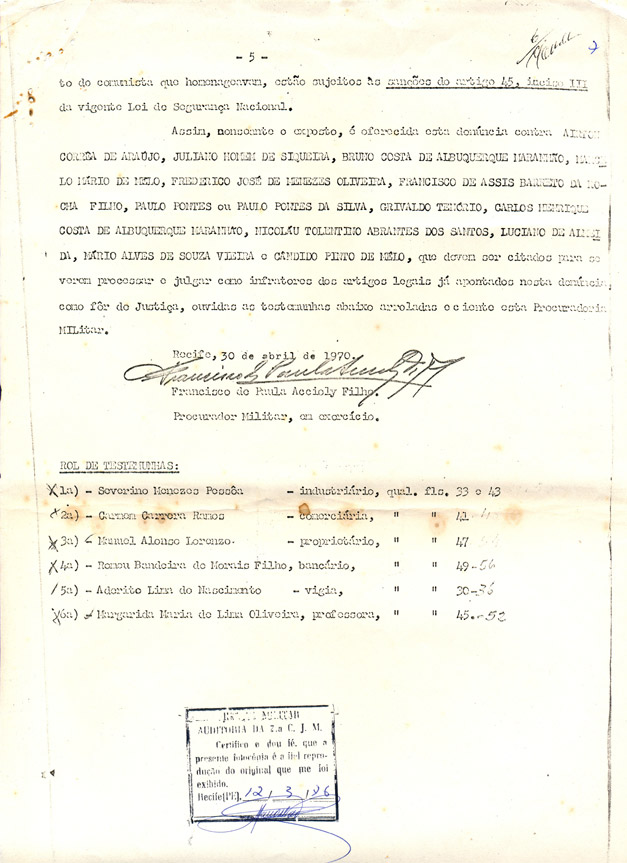 - 5 -
to do comunista que homenageavam, estão sujeitos às sanções do artigo 45, inciso III
da vigente Lei de Segurança Nacional.
Assim, consoante o exposto, é oferecida esta denúncia contra
CORRÊA DE ARAÚJO, JULIANO HOMEM DE SIQUEIRA, BRUNO COSTA DE ALBUQUERQUE MARANHÃO, MARCE
LO MÁRIO DE MELO, FREDERICO JOSÉ DE MENEZES OLIVEIRA, FRANCISCO DE ASSIS BARRETO DA RO-
CHA FILHO, PAULO PONTES ou PAULO PONTES DA SILVA, GRIVALDO TENÓRIO, CARLOS HENRIQUE
COSTA DE ALBUQUERQUE MARANHÃO, NICOLÁU TOLENTINO ABRANTES DOS SANTOS, LUCIANO DE ALMEI
DA, MÁRIO ALVES DE SOUZA VIEIRA e CÂNDIDO PINTO DE MÉLO, que devem ser citados para se
verem processar e julgar como infratores dos artigos legais já apontados nesta denúncia,
como fôr de Justiça, ouvidas as testemunhas abaixo arroladas e ciente esta Procuradoria
MILitar.
Recife, 30 de abril de 1970.
Francisco de Paula Accioly Filho.
Procurador Militar, em exercício.
ROL DE TESTEMUNHAS:
1a) - Severino Menezes Pessôa - industriário, qual. fls. 33 e 43
2a) - Carmem Carrera Ramos - comerciária, " " 41
3a) - Manuel Alonso Lorenzo. - proprietário, " " 47
4a) - Romeu Bandeira de Morais Filho, bancário, " " 49-56
5a) - Aderito Lima do Nascimento - vigia, " " 30-36
6a) - Margarida Maria de Lima Oliveira, professora, " " 45.-52
MILITAR
AUDITORIA DA 7.a C. J. M.
Certifico e dou fé, que a
presente fotocópia é a fiel repro-
dução do original que me foi
exibido.
Recife(PE), 12, 3, 86